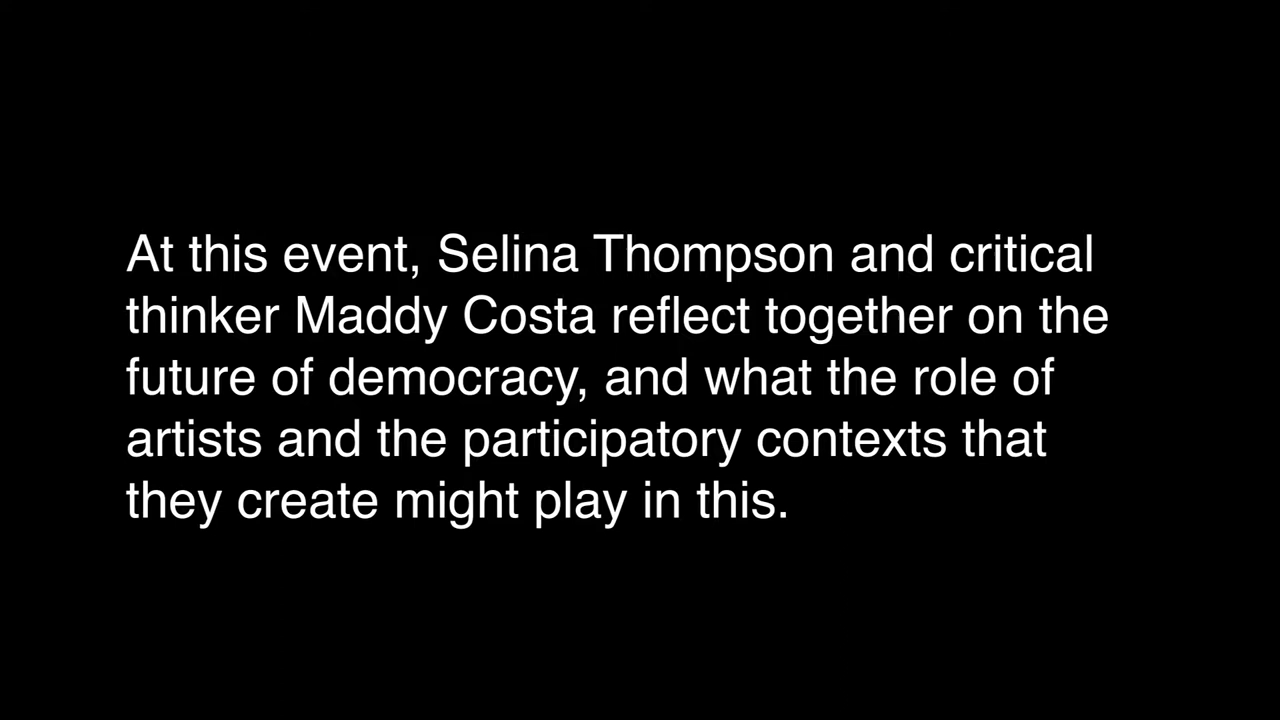 At this event, Selina Thompson and critical
thinker Maddy Costa reflect together on the
future of democracy, and what the role of
artists and the participatory contexts that
they create might play in this.